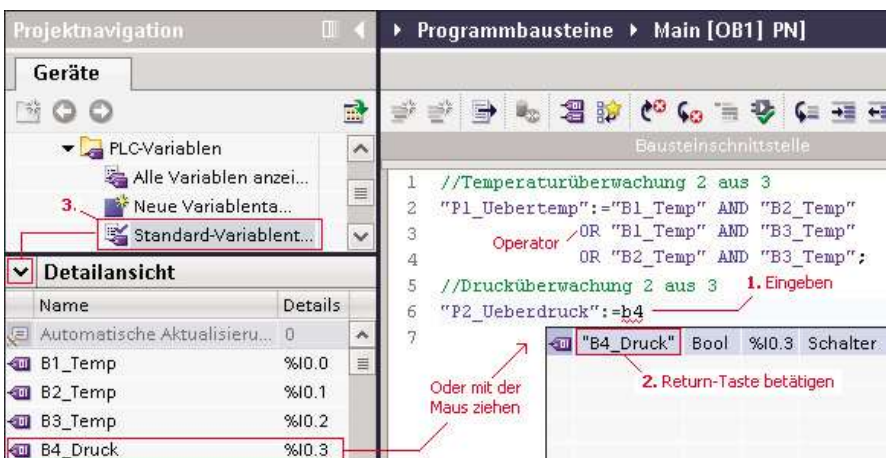 Projektnavigation
Geräte
PLC-Variablen
Alle Variablen anzei...
3.
Neue Variablenta...
Standard-Variablent...
Detailansicht
Name Details
Automatische Aktualisieru... 0
B1_Temp %I0.0
B2_Temp %I0.1
B3_Temp %I0.2
B4_Druck %I0.3
Programmbausteine Main [OB1] PN]
Bausteinschnittstelle
1 //Temperaturüberwachung 2 aus 3
2 "P1_Uebertemp":="B1_Temp" AND "B2_Temp"
3 OR "B1_Temp" AND "B3_Temp"
Operator
4 OR "B2_Temp" AND "B3_Temp";
5 //Drucküberwachung 2 aus 3
1. Eingeben
6 "P2_Ueberdruck":=b4
7
"B4_Druck" Bool %I0.3 Schalter
2. Return-Taste betätigen
Oder mit der
Maus ziehen